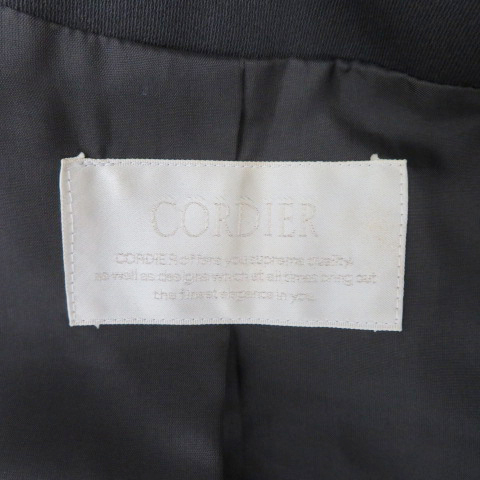 CORDIER
CORDIER offers you supreme quality,
as well as designs which at all times bring out
the finest elegance in you.